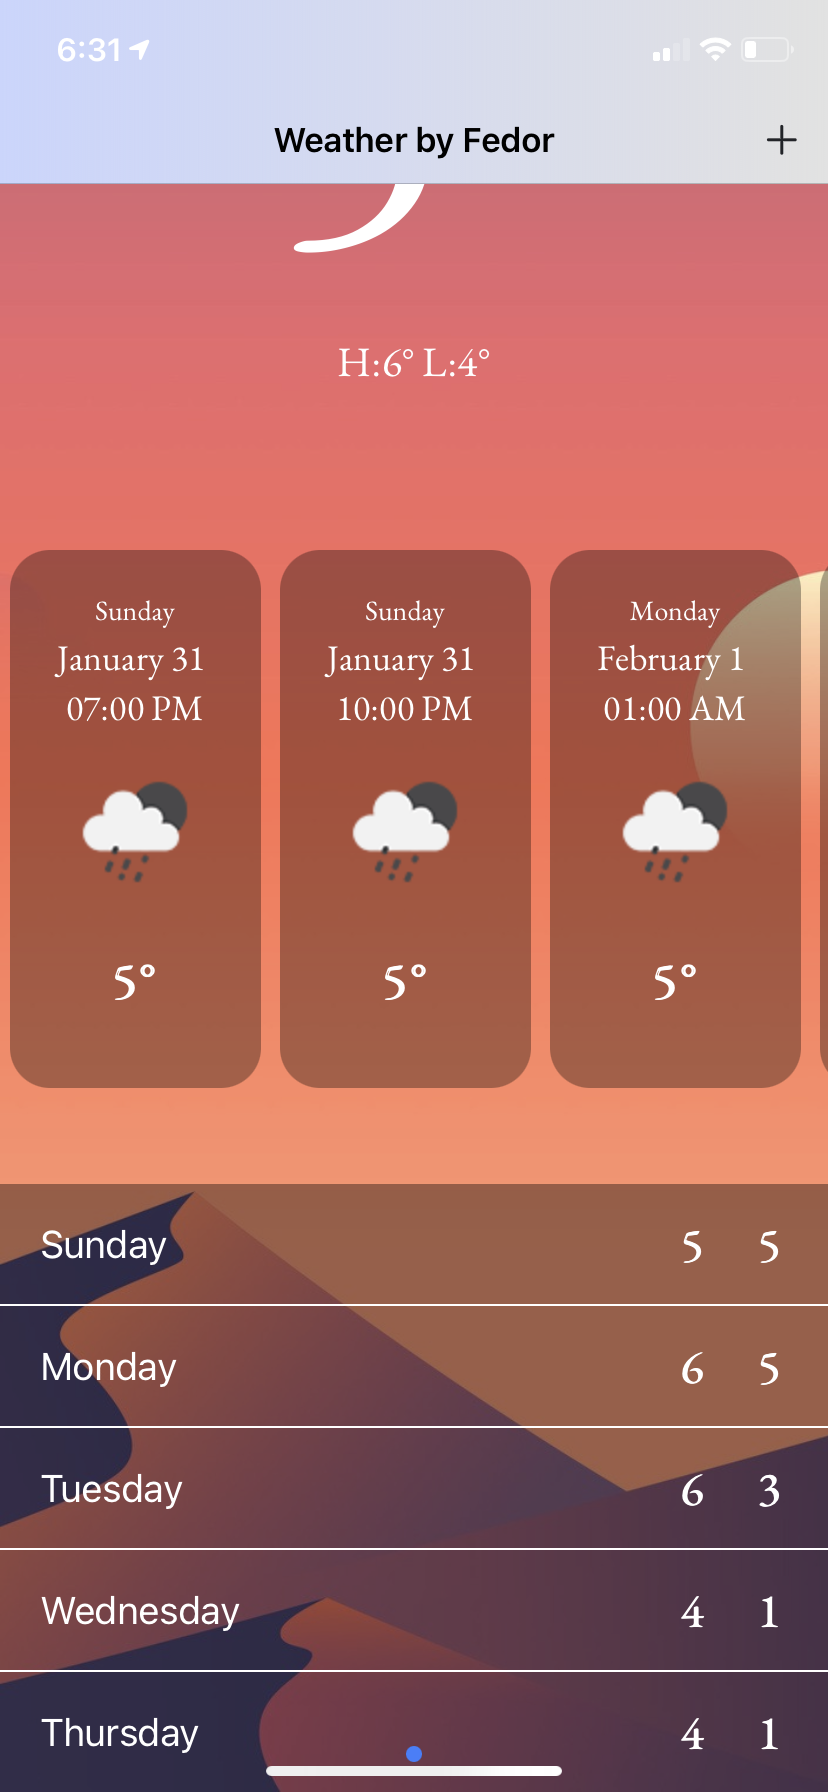 6:31
Weather by Fedor
H:6° L:4°
Sunday
January 31
07:00 PM
5°
Sunday
January 31
10:00 PM
5°
Monday
February 1
01:00 AM
5°
Sunday 5 5
Monday 6 5
Tuesday 6 3
Wednesday 4 1
Thursday 4 1